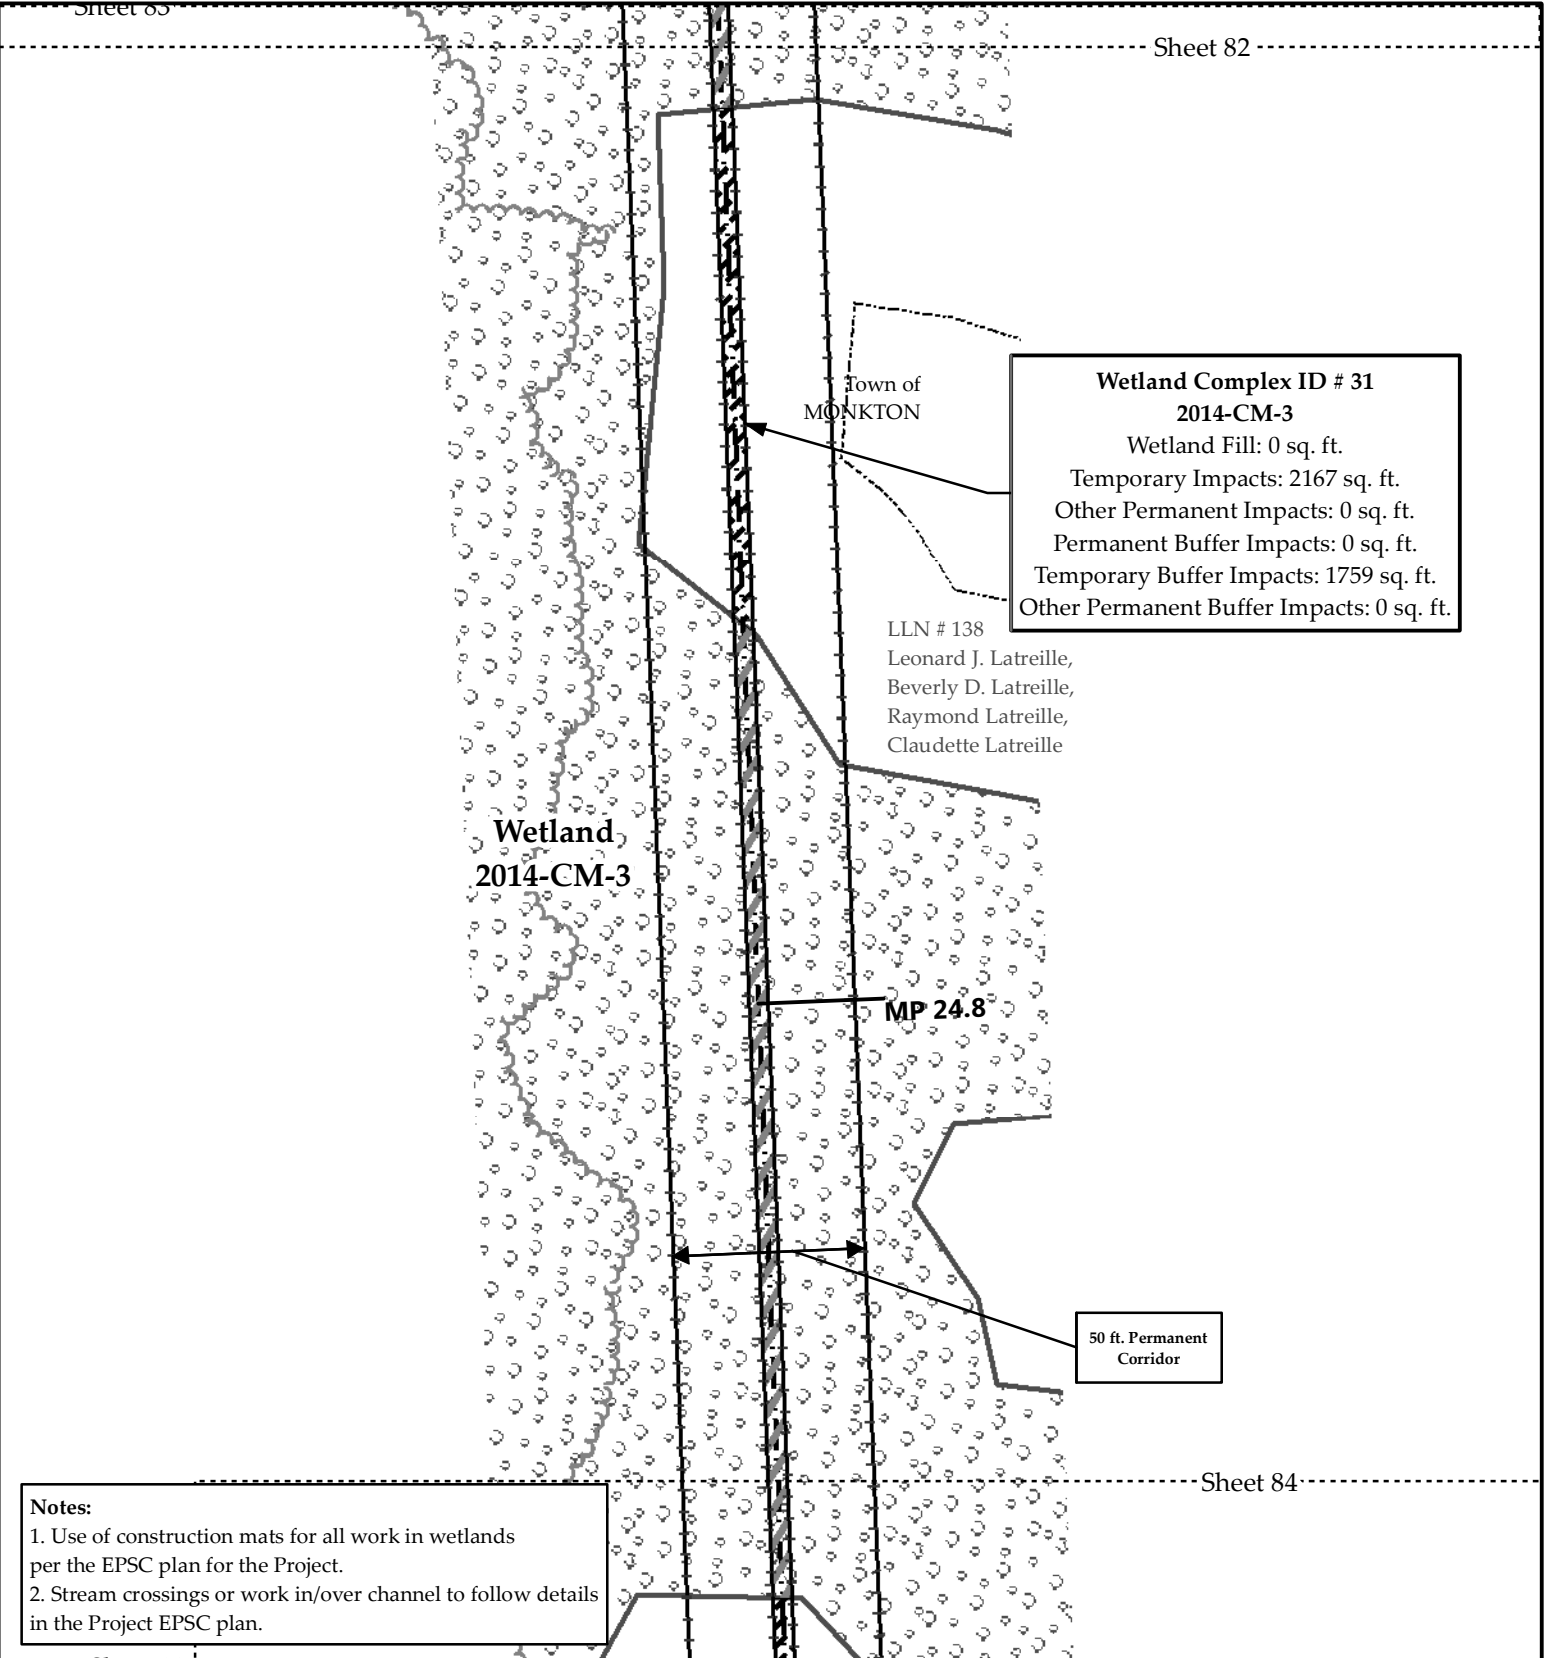 Sheet 83
Sheet 82
Town of
MONKTON
Wetland Complex ID # 31
2014-CM-3
Wetland Fill: 0 sq. ft.
Temporary Impacts: 2167 sq. ft.
Other Permanent Impacts: 0 sq. ft.
Permanent Buffer Impacts: 0 sq. ft.
Temporary Buffer Impacts: 1759 sq. ft.
Other Permanent Buffer Impacts: 0 sq. ft.
LLN # 138
Leonard J. Latreille,
Beverly D. Latreille,
Raymond Latreille,
Claudette Latreille
Wetland
2014-CM-3
MP 24.8
50 ft. Permanent
Corridor
Sheet 84
Notes:
1. Use of construction mats for all work in wetlands
per the EPSC plan for the Project.
2. Stream crossings or work in/over channel to follow details
in the Project EPSC plan.